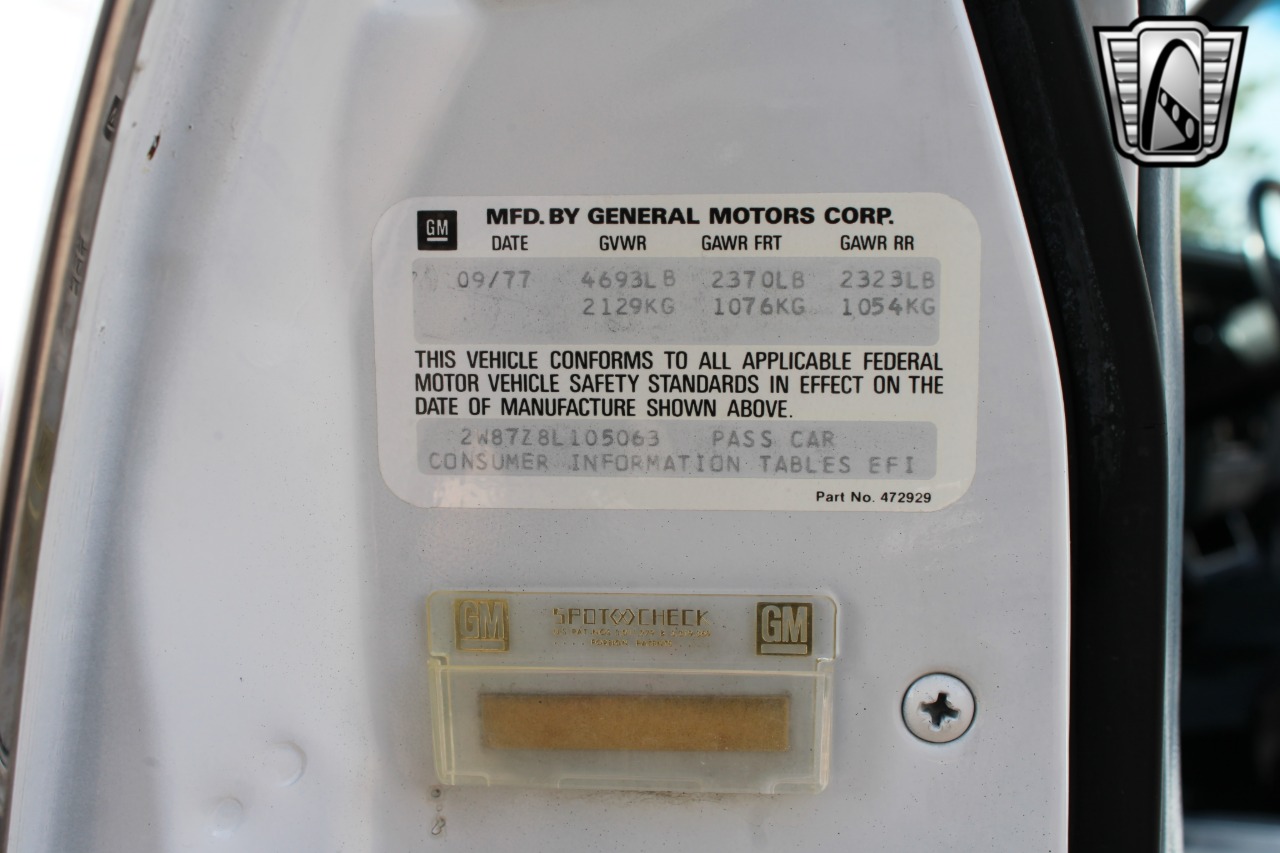 GM MFD. BY GENERAL MOTORS CORP.
DATE GVWR GAWR FRT GAWR RR
09/77 4693LB 2370LB 2323LB
2129KG 1076KG 1054KG
THIS VEHICLE CONFORMS TO ALL APPLICABLE FEDERAL
MOTOR VEHICLE SAFETY STANDARDS IN EFFECT ON THE
DATE OF MANUFACTURE SHOWN ABOVE.
2W87Z8L105063 PASS CAR
CONSUMER INFORMATION TABLES EFI
Part No. 472929
GM SPOT<>CHECK GM